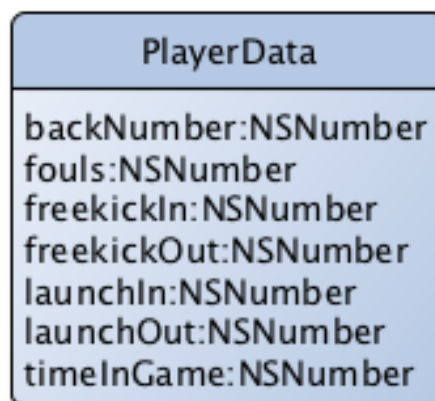 PlayerData
backNumber:NSNumber
fouls:NSNumber
freekickIn:NSNumber
freekickOut:NSNumber
launchIn:NSNumber
launchOut:NSNumber
timeInGame:NSNumber